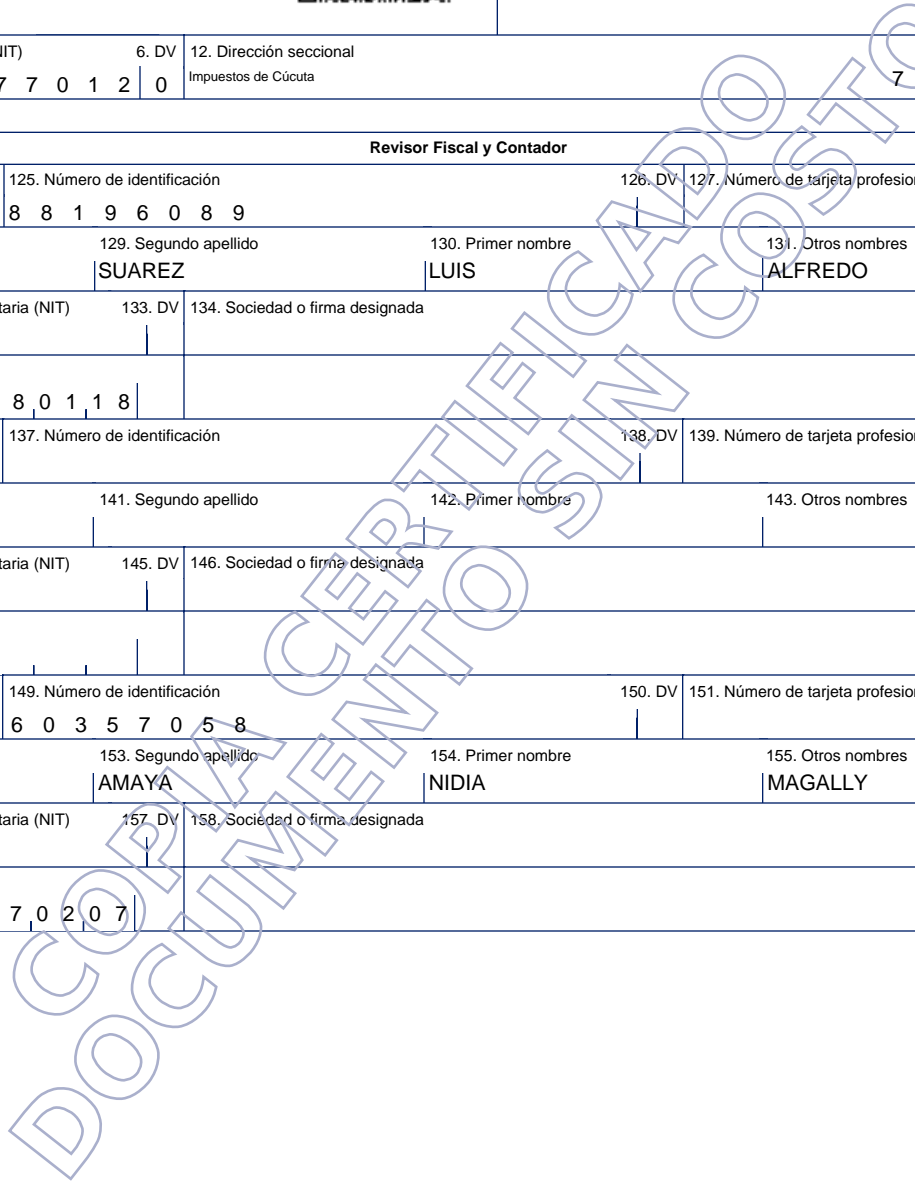 NIT) 6. DV 12. Dirección seccional
7 7 0 1 2 0 Impuestos de Cúcuta 7
Revisor Fiscal y Contador
125. Número de identificación 126. DV 127. Número de tarjeta profesion
8 8 1 9 6 0 8 9
129. Segundo apellido 130. Primer nombre 131. Otros nombres
SUAREZ LUIS ALFREDO
taria (NIT) 133. DV 134. Sociedad o firma designada
8 0 1 1 8
137. Número de identificación 138. DV 139. Número de tarjeta profesion
141. Segundo apellido 142. Primer nombre 143. Otros nombres
taria (NIT) 145. DV 146. Sociedad o firma designada
149. Número de identificación 150. DV 151. Número de tarjeta profesion
6 0 3 5 7 0 5 8
153. Segundo apellido 154. Primer nombre 155. Otros nombres
AMAYA NIDIA MAGALLY
taria (NIT) 157. DV 158. Sociedad o firma designada
7 0 2 0 7
COPIA CERTIFICADO
DOCUMENTO SIN COSTO